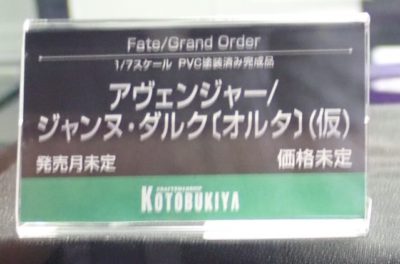 Fate/Grand Order
1/7スケール PVC塗装済み完成品
アヴェンジャー/
ジャンヌ・ダルク〔オルタ〕(仮)
発売月未定 価格未定
CRAFTSMANSHIP
KOTOBUKIYA